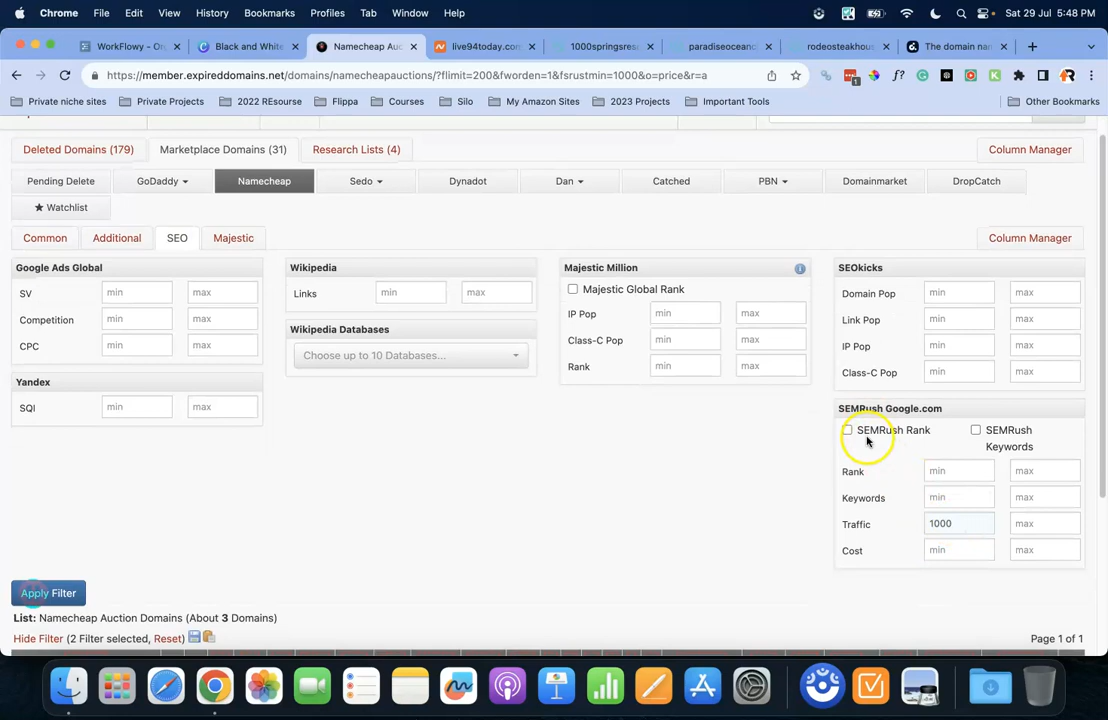 Chrome File Edit View History Bookmarks Profiles Tab Window Help Sat 29 Jul 5:48 PM
WorkFlowy - Or Black and White Namecheap Auc live94today.com 1000springsres paradiseoceanc rodeosteakhous The domain nam
https://member.expireddomains.net/domains/namecheapauctions/?flimit=200&fworden=1&fsrustmin=1000&o=price&r=a
Private niche sites Private Projects 2022 REsource Flippa Courses Silo My Amazon Sites 2023 Projects Important Tools Other Bookmarks
Deleted Domains (179) Marketplace Domains (31) Research Lists (4) Column Manager
Pending Delete GoDaddy Namecheap Sedo Dynadot Dan Catched PBN Domainmarket DropCatch
★ Watchlist
Common Additional SEO Majestic Column Manager
Google Ads Global Wikipedia Majestic Million SEOkicks
SV min max Links min max Majestic Global Rank Domain Pop min max
Competition min max IP Pop min max Link Pop min max
Wikipedia Databases
CPC min max Choose up to 10 Databases... Class-C Pop min max IP Pop min max
Rank min max Class-C Pop min max
Yandex
SQI min max SEMRush Google.com
SEMRush Rank SEMRush Keywords
Rank min max
Keywords min max
Traffic 1000 max
Cost min max
Apply Filter
List: Namecheap Auction Domains (About 3 Domains)
Hide Filter (2 Filter selected, Reset) Page 1 of 1